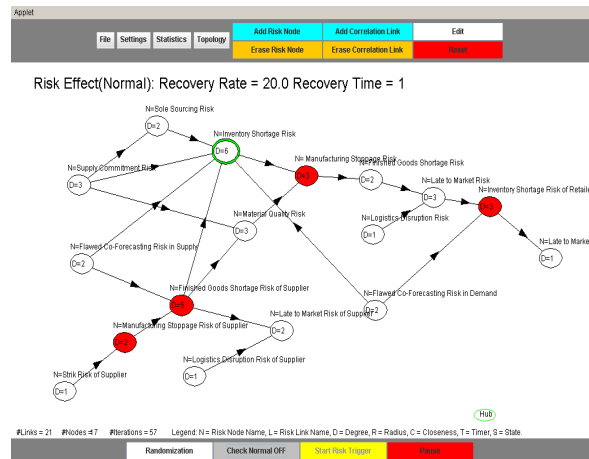 Applet
File Settings Statistics Topology
Add Risk Node Add Correlation Link Edit
Erase Risk Node Erase Correlation Link Reset
Risk Effect(Normal): Recovery Rate = 20.0 Recovery Time = 1
N=Sole Sourcing Risk
D=2
N=Inventory Shortage Risk
D=6
N= Manufacturing Stoppage Risk
D=3
N=Finished Goods Shortage Risk
D=2
N=Supply Commitment Risk
D=3
N=Late to Market Risk
D=3
N=Inventory Shortage Risk of Retaile
D=3
N=Material Quality Risk
D=3
N=Logistics Disruption Risk
D=1
N=Late to Marke
D=1
N=Flawed Co-Forecasting Risk in Supply
D=2
N=Finished Goods Shortage Risk of Supplier
D=5
N=Flawed Co-Forecasting Risk in Demand
D=2
N=Late to Market Risk of Supplier
D=2
N=Manufacturing Stoppage Risk of Supplier
D=2
N=Logistics Disruption Risk of Supplier
D=1
N=Strik Risk of Supplier
D=1
Hub
#Links = 21 #Nodes =17 #Iterations = 57 Legend: N = Risk Node Name, L = Risk Link Name, D = Degree, R = Radius, C = Closeness, T = Timer, S = State.
Randomization Check Normal OFF Start Risk Trigger Pause